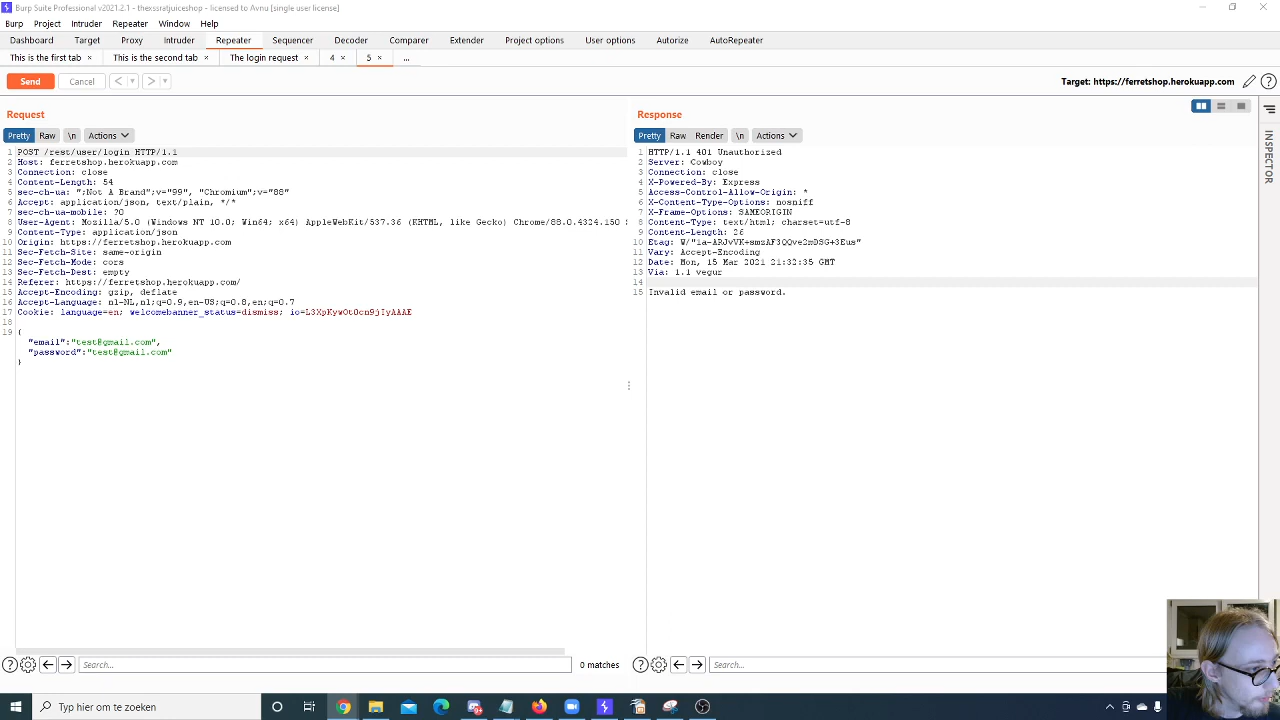 Burp Suite Professional v2021.2.1 - thexssratjuiceshop - licensed to Avnu [single user license]
Burp Project Intruder Repeater Window Help
Dashboard Target Proxy Intruder Repeater Sequencer Decoder Comparer Extender Project options User options Autorize AutoRepeater
This is the first tab × This is the second tab × The login request × 4 × 5 × ...
Send Cancel < > Target: https://ferretshop.herokuapp.com
Request
Pretty Raw \n Actions
1 POST /rest/user/login HTTP/1.1
2 Host: ferretshop.herokuapp.com
3 Connection: close
4 Content-Length: 54
5 sec-ch-ua: ";Not A Brand";v="99", "Chromium";v="88"
6 Accept: application/json, text/plain, */*
7 sec-ch-ua-mobile: ?0
8 User-Agent: Mozilla/5.0 (Windows NT 10.0; Win64; x64) AppleWebKit/537.36 (KHTML, like Gecko) Chrome/88.0.4324.150
9 Content-Type: application/json
10 Origin: https://ferretshop.herokuapp.com
11 Sec-Fetch-Site: same-origin
12 Sec-Fetch-Mode: cors
13 Sec-Fetch-Dest: empty
14 Referer: https://ferretshop.herokuapp.com/
15 Accept-Encoding: gzip, deflate
16 Accept-Language: nl-NL,nl;q=0.9,en-US;q=0.8,en;q=0.7
17 Cookie: language=en; welcomebanner_status=dismiss;
18
19 {
"email":"test@gmail.com",
"password":"test@gmail.com"
}
0 matches
Search...
Response
Pretty Raw Render \n Actions
1 HTTP/1.1 401 Unauthorized
2 Server: Cowboy
3 Connection: close
4 X-Powered-By: Express
5 Access-Control-Allow-Origin: *
6 X-Content-Type-Options: nosniff
7 X-Frame-Options: SAMEORIGIN
8 Content-Type: text/html; charset=utf-8
9 Content-Length: 26
10 Etag:
11 Vary: Accept-Encoding
12 Date: Mon, 15 Mar 2021 21:32:35 GMT
13 Via: 1.1 vegur
14
15 Invalid email or password.
Search...
INSPECTOR
Typ hier om te zoeken